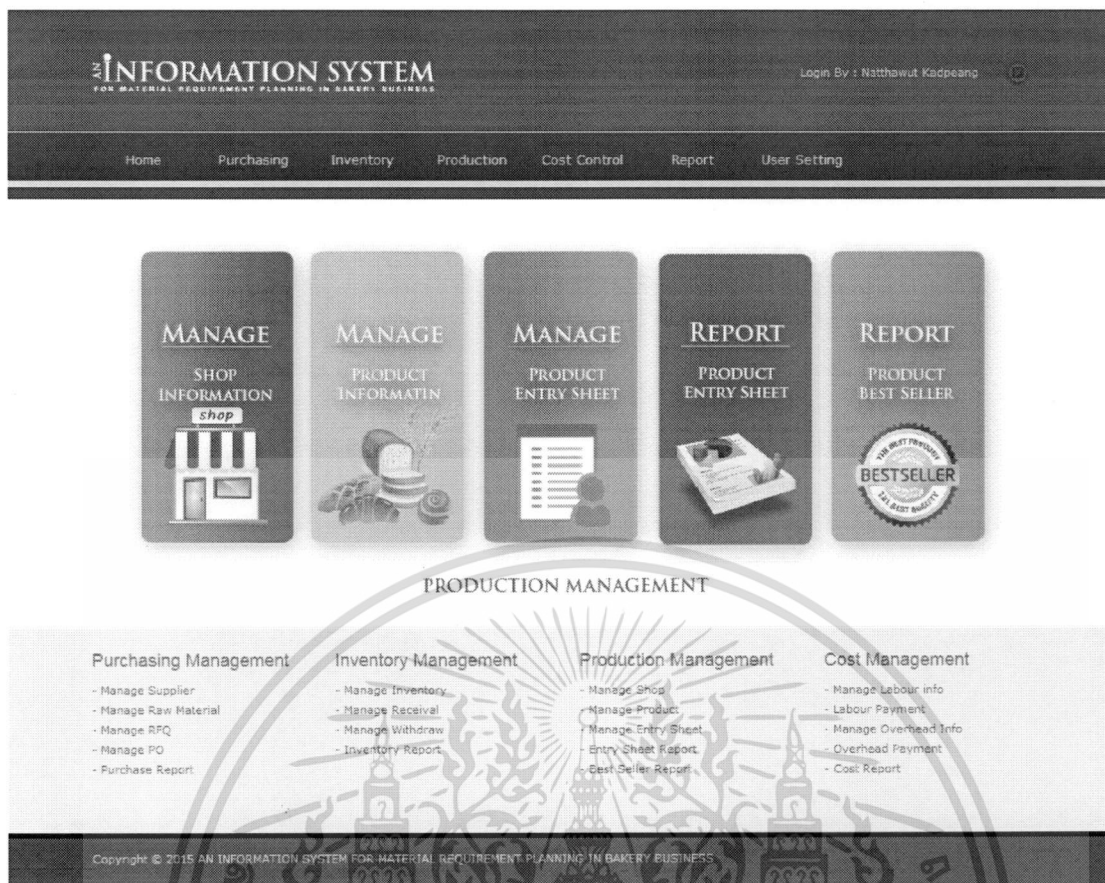 AN INFORMATION SYSTEM
FOR MATERIAL REQUIREMENT PLANNING IN BAKERY BUSINESS
Login By : Natthawut Kadpeang
Home Purchasing Inventory Production Cost Control Report User Setting
MANAGE
SHOP
INFORMATION
shop
MANAGE
PRODUCT
INFORMATIN
MANAGE
PRODUCT
ENTRY SHEET
REPORT
PRODUCT
ENTRY SHEET
REPORT
PRODUCT
BEST SELLER
BESTSELLER
THE BEST QUALITY
PRODUCTION MANAGEMENT
Purchasing Management
- Manage Supplier
- Manage Raw Material
- Manage RFQ
- Manage PO
- Purchase Report
Inventory Management
- Manage Inventory
- Manage Receival
- Manage Withdraw
- Inventory Report
Production Management
- Manage Shop
- Manage Product
- Manage Entry Sheet
- Entry Sheet Report
- Best Seller Report
Cost Management
- Manage Labour info
- Labour Payment
- Manage Overhead Info
- Overhead Payment
- Cost Report
Copyright © 2015 AN INFORMATION SYSTEM FOR MATERIAL REQUIREMENT PLANNING IN BAKERY BUSINESS